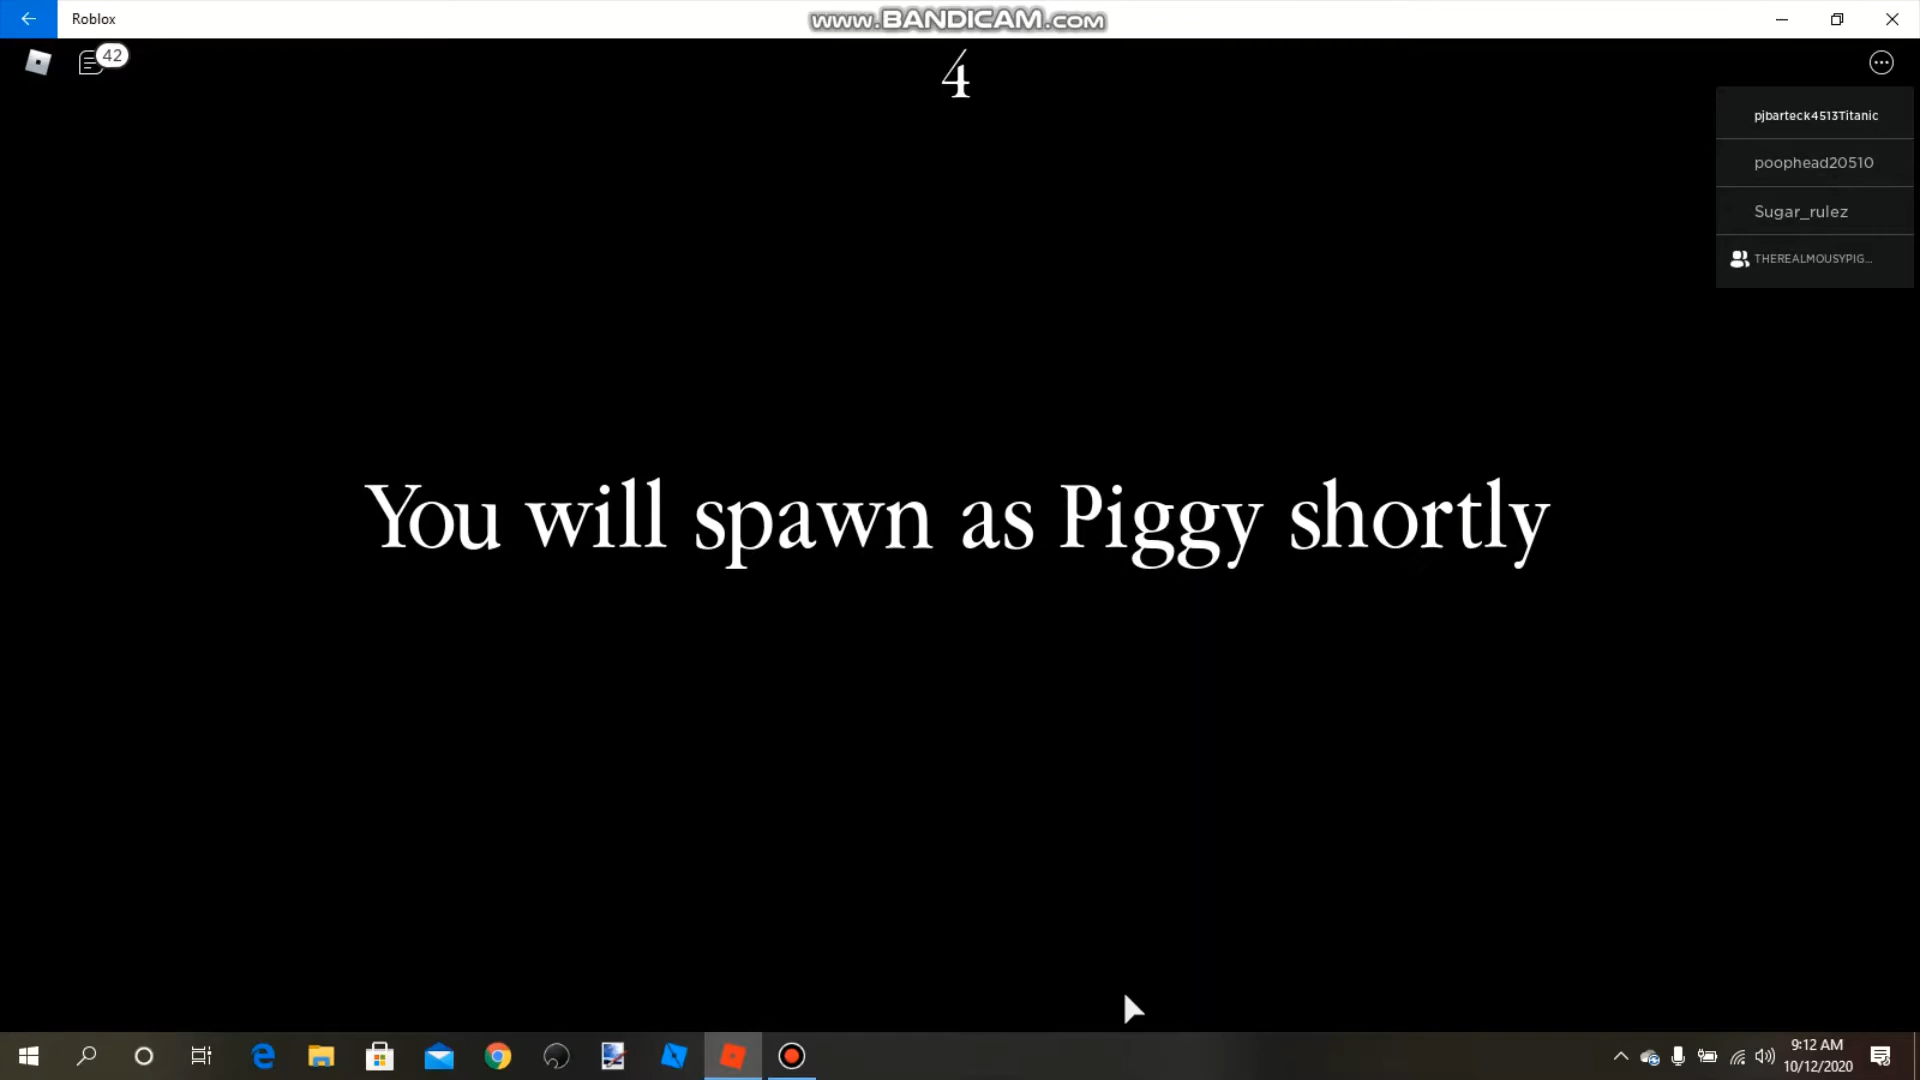 Roblox
www.BANDICAM.com
42
4
pjbarteck4513Titanic
poophead20510
Sugar_rulez
THEREALMOUSYPIG...
You will spawn as Piggy shortly
9:12 AM
10/12/2020